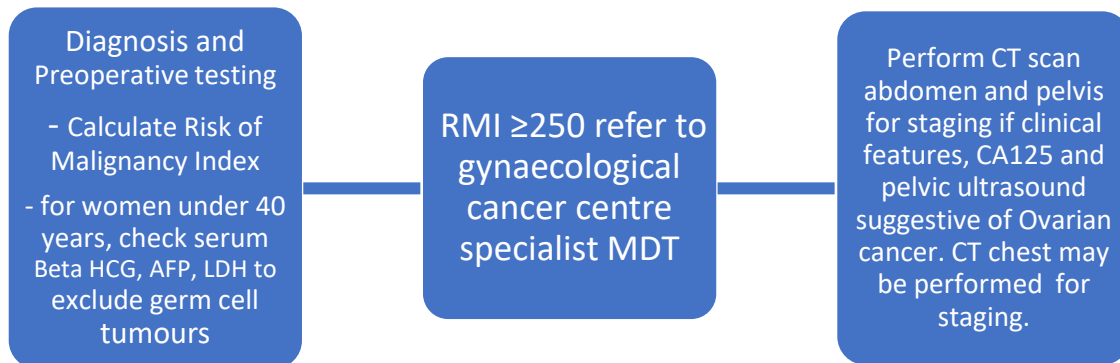 Diagnosis and
Preoperative testing
- Calculate Risk of
Malignancy Index
- for women under 40
years, check serum
Beta HCG, AFP, LDH to
exclude germ cell
tumours
RMI ≥250 refer to
gynaecological
cancer centre
specialist MDT
Perform CT scan
abdomen and pelvis
for staging if clinical
features, CA125 and
pelvic ultrasound
suggestive of Ovarian
cancer. CT chest may
be performed for
staging.